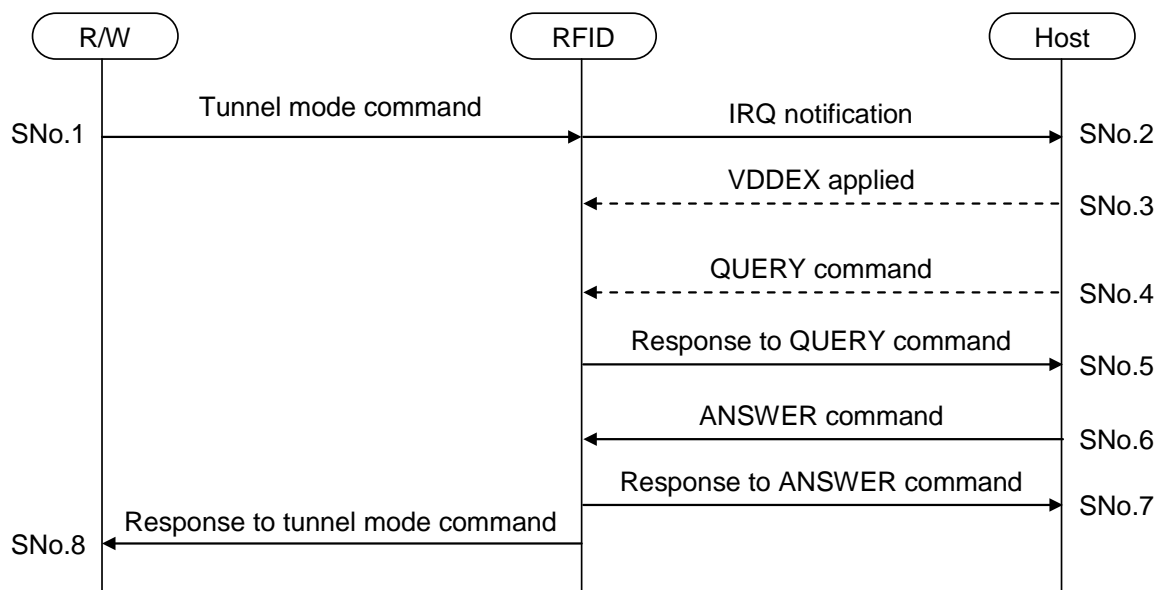 R/W
RFID
Host
Tunnel mode command
IRQ notification
SNo.1
SNo.2
VDDEX applied
SNo.3
QUERY command
SNo.4
Response to QUERY command
SNo.5
ANSWER command
SNo.6
Response to ANSWER command
SNo.7
Response to tunnel mode command
SNo.8